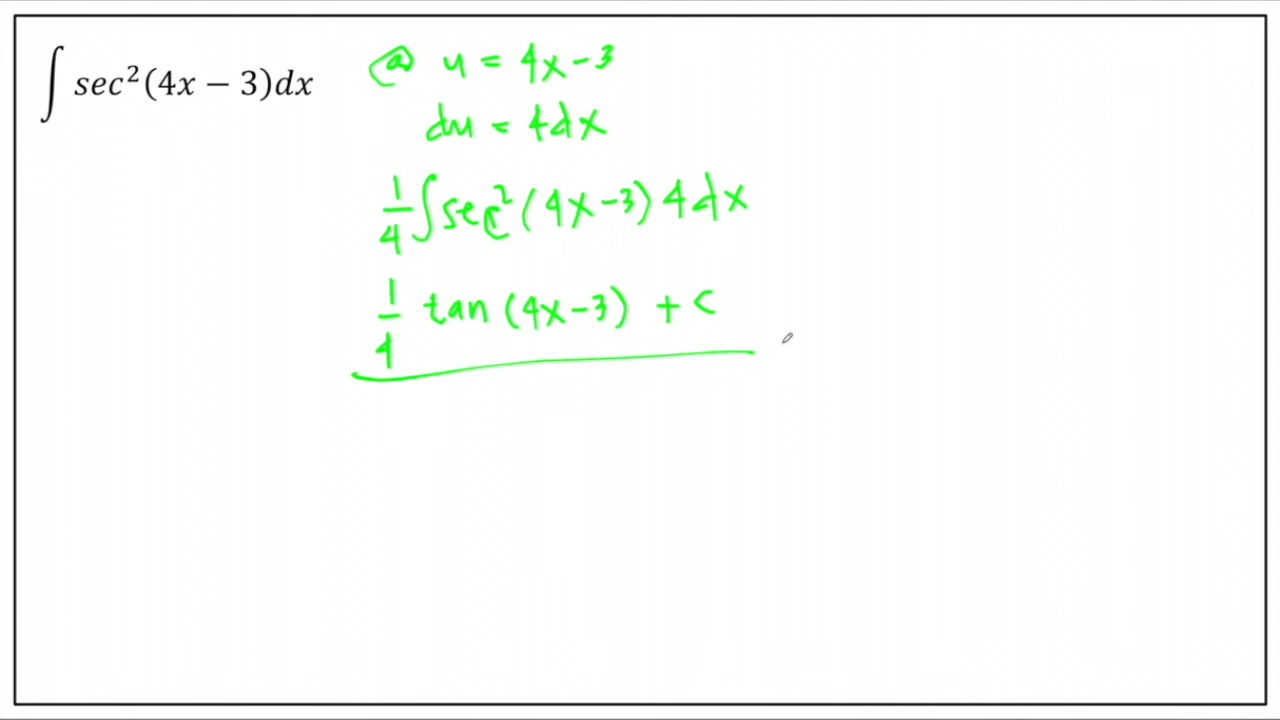 ∫ sec²(4x − 3)dx
@ u = 4x-3
du = 4dx
1/4 ∫ sec²(4x-3) 4dx
1/4 tan (4x-3) + C